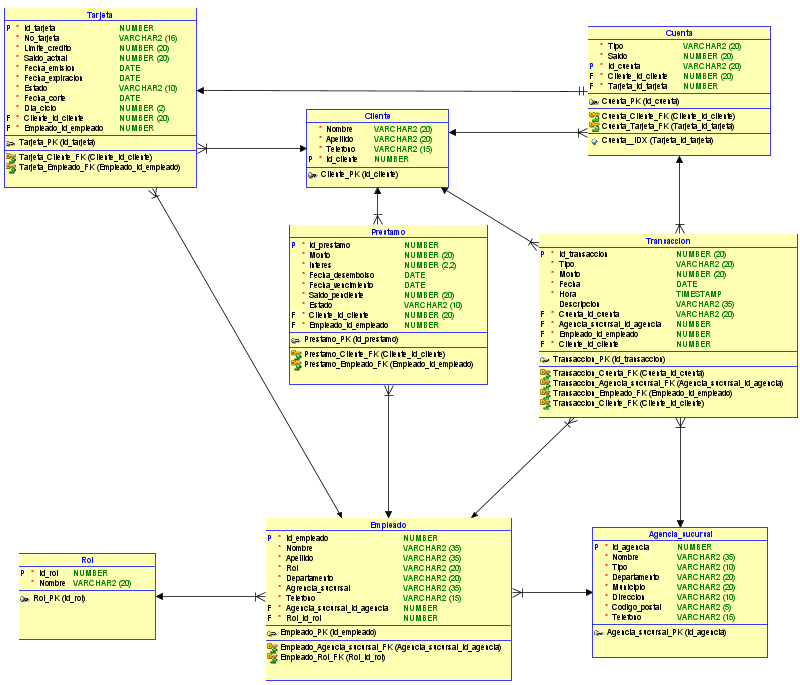 Tarjeta
P * Id_tarjeta NUMBER
* No_tarjeta VARCHAR2 (16)
* Limite_credito NUMBER (20)
* Saldo_actual NUMBER (20)
* Fecha_emision DATE
* Fecha_expiracion DATE
* Estado VARCHAR2 (10)
* Fecha_corte DATE
* Dia_ciclo NUMBER (2)
F * Cliente_id_cliente NUMBER (20)
F * Empleado_id_empleado NUMBER
Tarjeta_PK (id_tarjeta)
Tarjeta_Cliente_FK (Cliente_id_cliente)
Tarjeta_Empleado_FK (Empleado_id_empleado)
Cuenta
* Tipo VARCHAR2 (20)
* Saldo NUMBER (20)
P * id_cuenta VARCHAR2 (20)
F * Cliente_id_cliente NUMBER (20)
F * Tarjeta_id_tarjeta NUMBER
Cuenta_PK (id_cuenta)
Cuenta_Cliente_FK (Cliente_id_cliente)
Cuenta_Tarjeta_FK (Tarjeta_id_tarjeta)
Cuenta__IDX (Tarjeta_id_tarjeta)
Cliente
* Nombre VARCHAR2 (20)
* Apellido VARCHAR2 (20)
* Telefono VARCHAR2 (15)
P * id_cliente NUMBER
Cliente_PK (id_cliente)
Prestamo
P * id_prestamo NUMBER
* Monto NUMBER (20)
* Interes NUMBER (2,2)
* Fecha_desembolso DATE
* Fecha_vencimiento DATE
* Saldo_pendiente NUMBER (20)
* Estado VARCHAR2 (10)
F * Cliente_id_cliente NUMBER (20)
F * Empleado_id_empleado NUMBER
Prestamo_PK (id_prestamo)
Prestamo_Cliente_FK (Cliente_id_cliente)
Prestamo_Empleado_FK (Empleado_id_empleado)
Transaccion
P * id_transaccion NUMBER (20)
* Tipo VARCHAR2 (20)
* Monto NUMBER (20)
* Fecha DATE
* Hora TIMESTAMP
Descripcion VARCHAR2 (35)
F * Cuenta_id_cuenta VARCHAR2 (20)
F * Agencia_sucursal_id_agencia NUMBER
F * Empleado_id_empleado NUMBER
F * Cliente_id_cliente NUMBER
Transaccion_PK (id_transaccion)
Transaccion_Cuenta_FK (Cuenta_id_cuenta)
Transaccion_Agencia_sucursal_FK (Agencia_sucursal_id_agencia)
Transaccion_Empleado_FK (Empleado_id_empleado)
Transaccion_Cliente_FK (Cliente_id_cliente)
Rol
P * id_rol NUMBER
* Nombre VARCHAR2 (20)
Rol_PK (id_rol)
Empleado
P * id_empleado NUMBER
* Nombre VARCHAR2 (35)
* Apellido VARCHAR2 (35)
* Rol VARCHAR2 (20)
* Departamento VARCHAR2 (20)
* Agrencia_sucursal VARCHAR2 (35)
* Telefono VARCHAR2 (15)
F * Agencia_sucursal_id_agencia NUMBER
F * Rol_id_rol NUMBER
Empleado_PK (id_empleado)
Empleado_Agencia_sucursal_FK (Agencia_sucursal_id_agencia)
Empleado_Rol_FK (Rol_id_rol)
Agencia_sucursal
P * id_agencia NUMBER
* Nombre VARCHAR2 (35)
* Tipo VARCHAR2 (10)
* Departamento VARCHAR2 (20)
* Municipio VARCHAR2 (20)
* Direccion VARCHAR2 (10)
* Codigo_postal VARCHAR2 (5)
* Telefono VARCHAR2 (15)
Agencia_sucursal_PK (id_agencia)